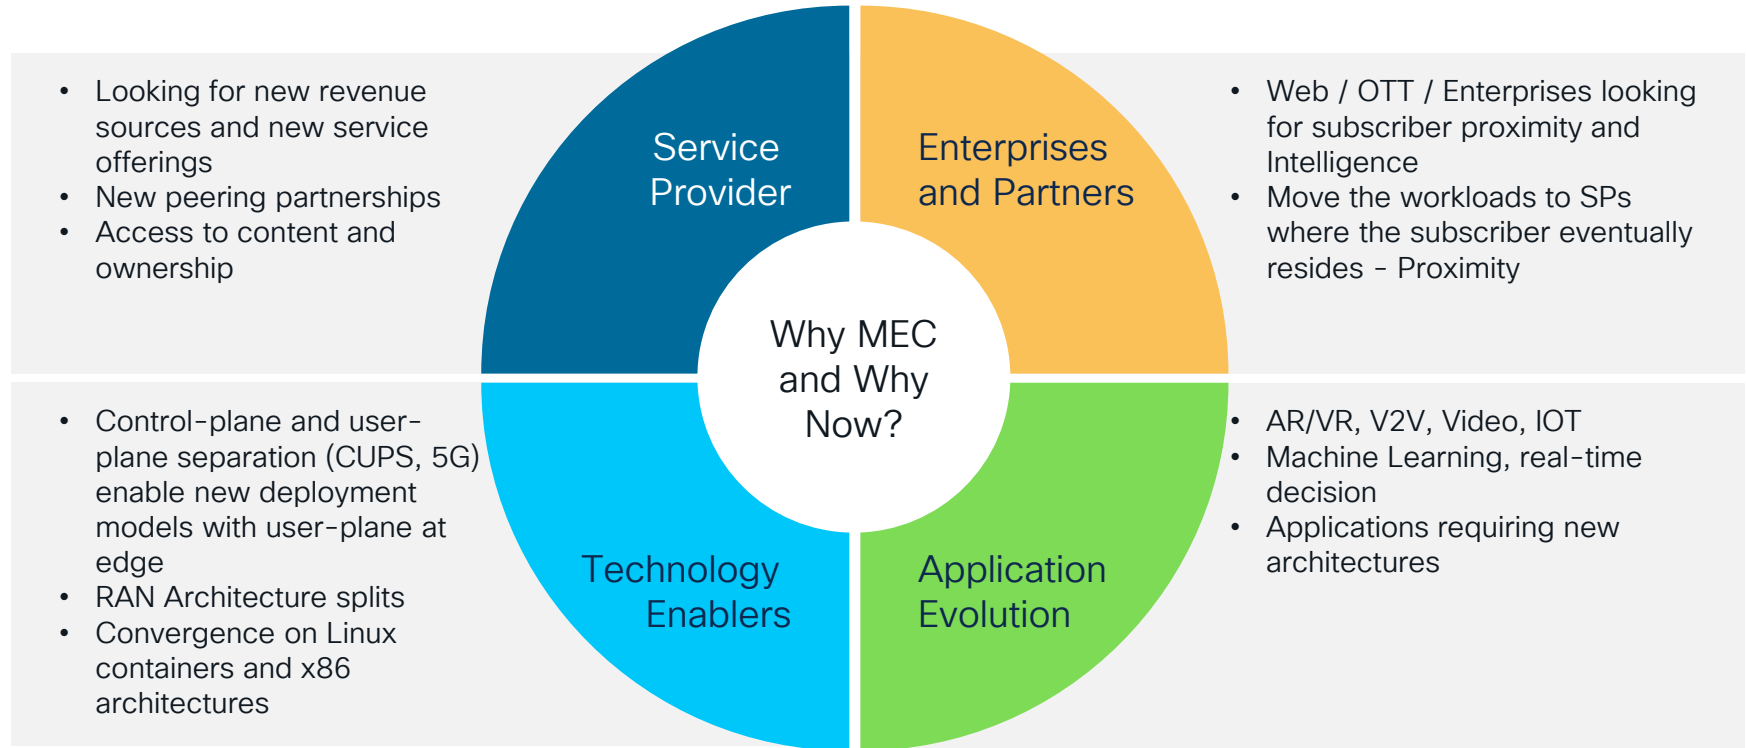 • Looking for new revenue
sources and new service
offerings
• New peering partnerships
• Access to content and
ownership
Service
Provider
Enterprises
and Partners
• Web / OTT / Enterprises looking
for subscriber proximity and
Intelligence
• Move the workloads to SPs
where the subscriber eventually
resides - Proximity
Why MEC
and Why
Now?
• Control-plane and user-
plane separation (CUPS, 5G)
enable new deployment
models with user-plane at
edge
• RAN Architecture splits
• Convergence on Linux
containers and x86
architectures
Technology
Enablers
Application
Evolution
• AR/VR, V2V, Video, IOT
• Machine Learning, real-time
decision
• Applications requiring new
architectures